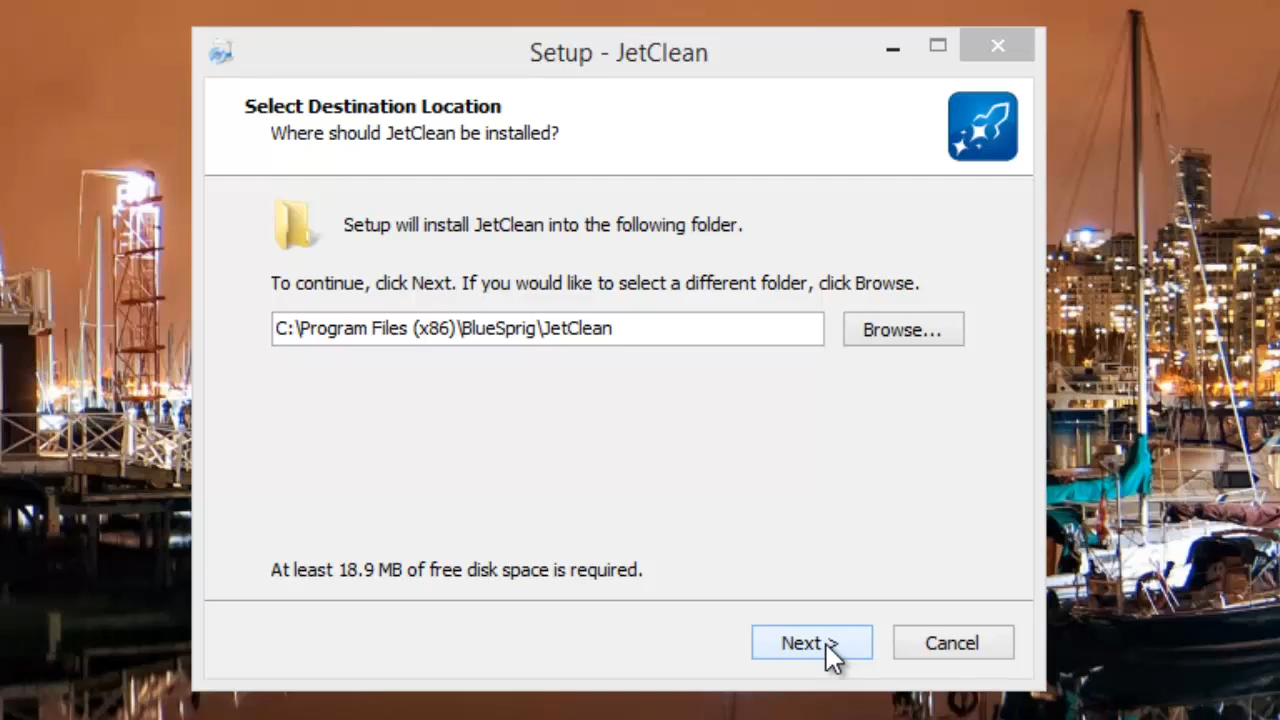 Setup - JetClean
Select Destination Location
Where should JetClean be installed?
Setup will install JetClean into the following folder.
To continue, click Next. If you would like to select a different folder, click Browse.
C:\Program Files (x86)\BlueSprig\JetClean
Browse...
At least 18.9 MB of free disk space is required.
Next >
Cancel